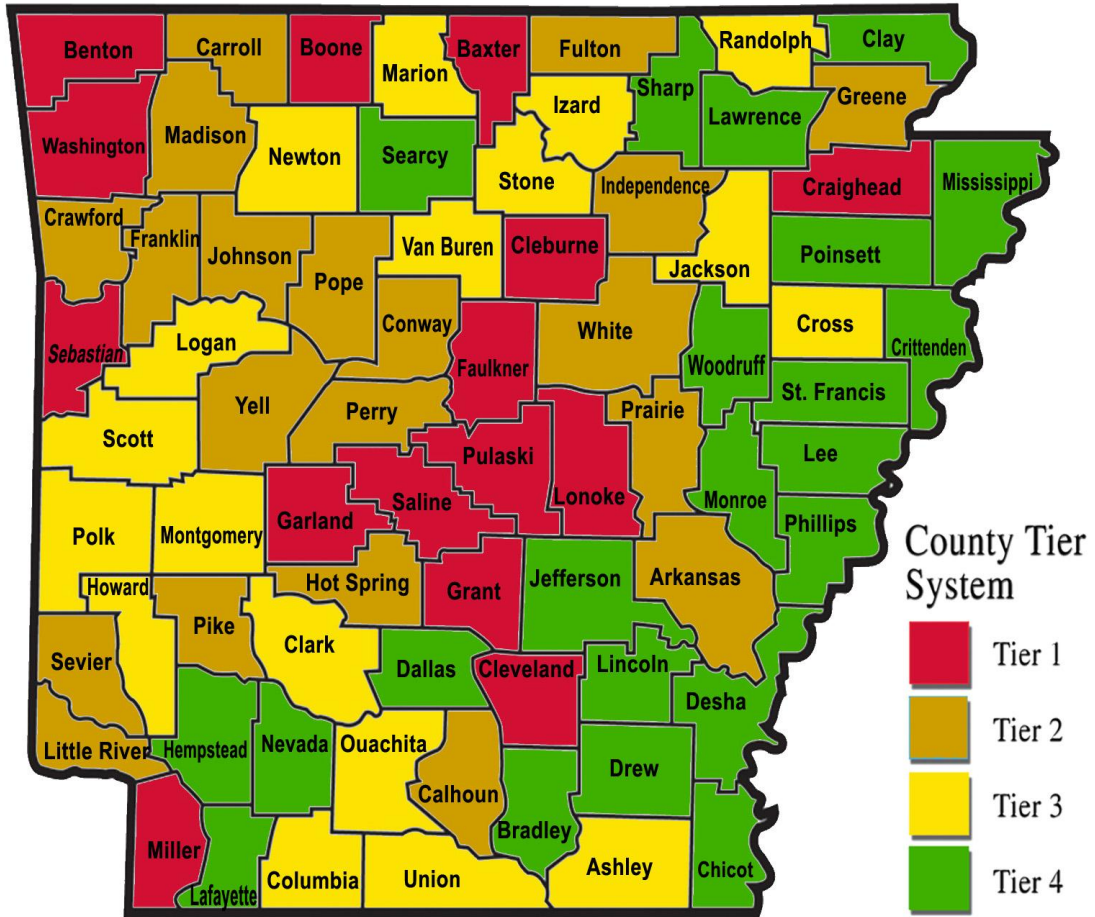 Benton
Carroll
Boone
Marion
Baxter
Fulton
Sharp
Randolph
Clay
Washington
Madison
Newton
Searcy
Izard
Stone
Lawrence
Greene
Independence
Craighead
Mississippi
Crawford
Franklin
Johnson
Pope
Van Buren
Cleburne
Jackson
Poinsett
Sebastian
Logan
Conway
Faulkner
White
Woodruff
Cross
Crittenden
Scott
Yell
Perry
Pulaski
Lonoke
Prairie
St. Francis
Lee
Polk
Montgomery
Garland
Saline
Monroe
Phillips
Howard
Pike
Hot Spring
Grant
Jefferson
Arkansas
Sevier
Clark
Dallas
Cleveland
Lincoln
Desha
Little River
Hempstead
Nevada
Ouachita
Calhoun
Bradley
Drew
Miller
Lafayette
Columbia
Union
Ashley
Chicot
County Tier
System
Tier 1
Tier 2
Tier 3
Tier 4